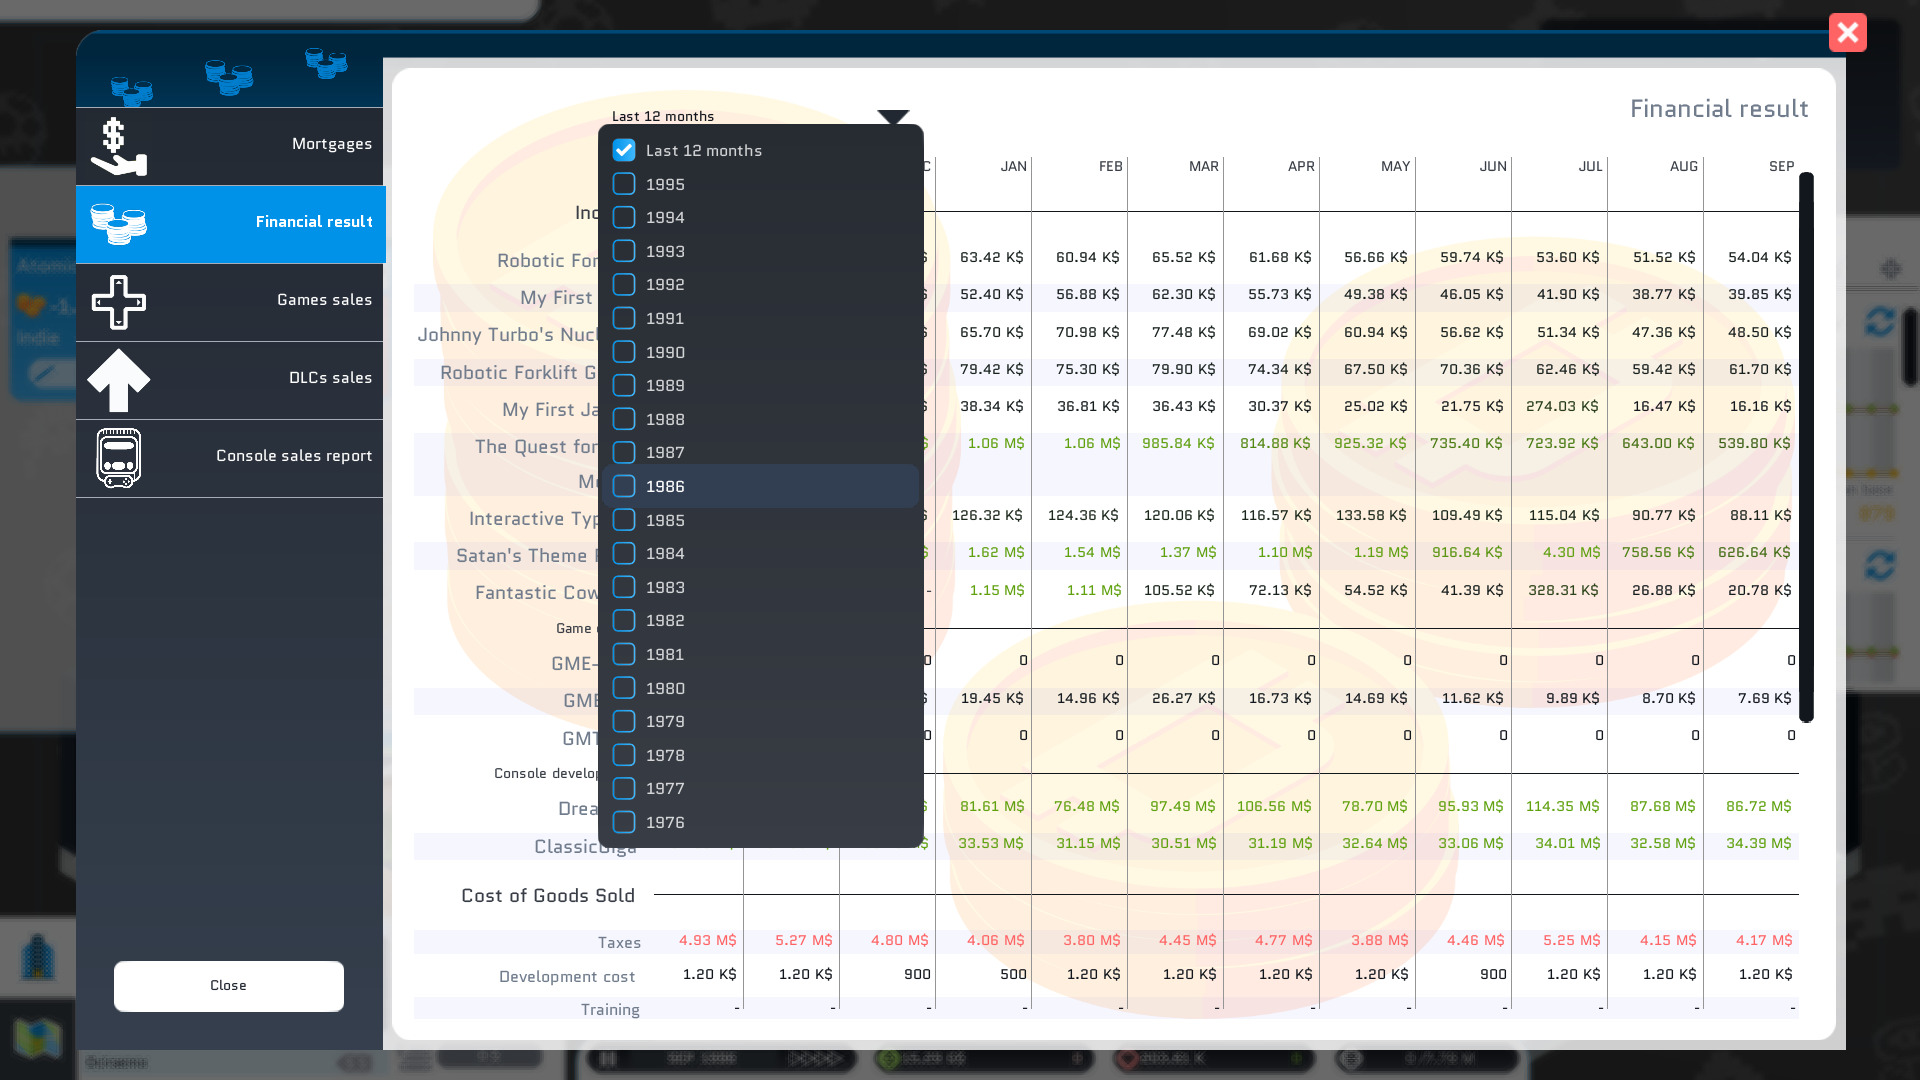 Mortgages
Financial result
Games sales
DLCs sales
Console sales report
Close
Financial result
Last 12 months
Last 12 months
1995
1994
1993
1992
1991
1990
1989
1988
1987
1986
1985
1984
1983
1982
1981
1980
1979
1978
1977
1976
C JAN FEB MAR APR MAY JUN JUL AUG SEP
Inc
Robotic For 63.42 K$ 60.94 K$ 65.52 K$ 61.68 K$ 56.66 K$ 59.74 K$ 53.60 K$ 51.52 K$ 54.04 K$
My First 52.40 K$ 56.88 K$ 62.30 K$ 55.73 K$ 49.38 K$ 46.05 K$ 41.90 K$ 38.77 K$ 39.85 K$
Johnny Turbo's Nucl 65.70 K$ 70.98 K$ 77.48 K$ 69.02 K$ 60.94 K$ 56.62 K$ 51.34 K$ 47.36 K$ 48.50 K$
Robotic Forklift G 79.42 K$ 75.30 K$ 79.90 K$ 74.34 K$ 67.50 K$ 70.36 K$ 62.46 K$ 59.42 K$ 61.70 K$
My First Ja 38.34 K$ 36.81 K$ 36.43 K$ 30.37 K$ 25.02 K$ 21.75 K$ 274.03 K$ 16.47 K$ 16.16 K$
The Quest for 1.06 M$ 1.06 M$ 985.84 K$ 814.88 K$ 925.32 K$ 735.40 K$ 723.92 K$ 643.00 K$ 539.80 K$
Interactive Typ 126.32 K$ 124.36 K$ 120.06 K$ 116.57 K$ 133.58 K$ 109.49 K$ 115.04 K$ 90.77 K$ 88.11 K$
Satan's Theme 1.62 M$ 1.54 M$ 1.37 M$ 1.10 M$ 1.19 M$ 916.64 K$ 4.30 M$ 758.56 K$ 626.64 K$
Fantastic Cow - 1.15 M$ 1.11 M$ 105.52 K$ 72.13 K$ 54.52 K$ 41.39 K$ 328.31 K$ 26.88 K$ 20.78 K$
Game
GME- 0 0 0 0 0 0 0 0 0 0
GME 19.45 K$ 14.96 K$ 26.27 K$ 16.73 K$ 14.69 K$ 11.62 K$ 9.89 K$ 8.70 K$ 7.69 K$
GMT 0 0 0 0 0 0 0 0 0 0
Console develop
Drea 81.61 M$ 76.48 M$ 97.49 M$ 106.56 M$ 78.70 M$ 95.93 M$ 114.35 M$ 87.68 M$ 86.72 M$
ClassicGiga 33.53 M$ 31.15 M$ 30.51 M$ 31.19 M$ 32.64 M$ 33.06 M$ 34.01 M$ 32.58 M$ 34.39 M$
Cost of Goods Sold
Taxes 4.93 M$ 5.27 M$ 4.80 M$ 4.06 M$ 3.80 M$ 4.45 M$ 4.77 M$ 3.88 M$ 4.46 M$ 5.25 M$ 4.15 M$ 4.17 M$
Development cost 1.20 K$ 1.20 K$ 900 500 1.20 K$ 1.20 K$ 1.20 K$ 1.20 K$ 900 1.20 K$ 1.20 K$ 1.20 K$
Training - - - - - - - - - - - -